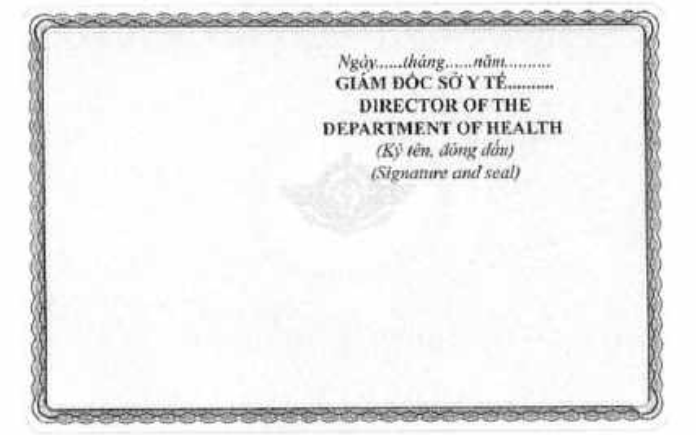 Ngày......tháng......năm..........
GIÁM ĐỐC SỞ Y TẾ..........
DIRECTOR OF THE
DEPARTMENT OF HEALTH
(Ký tên, đóng dấu)
(Signature and seal)